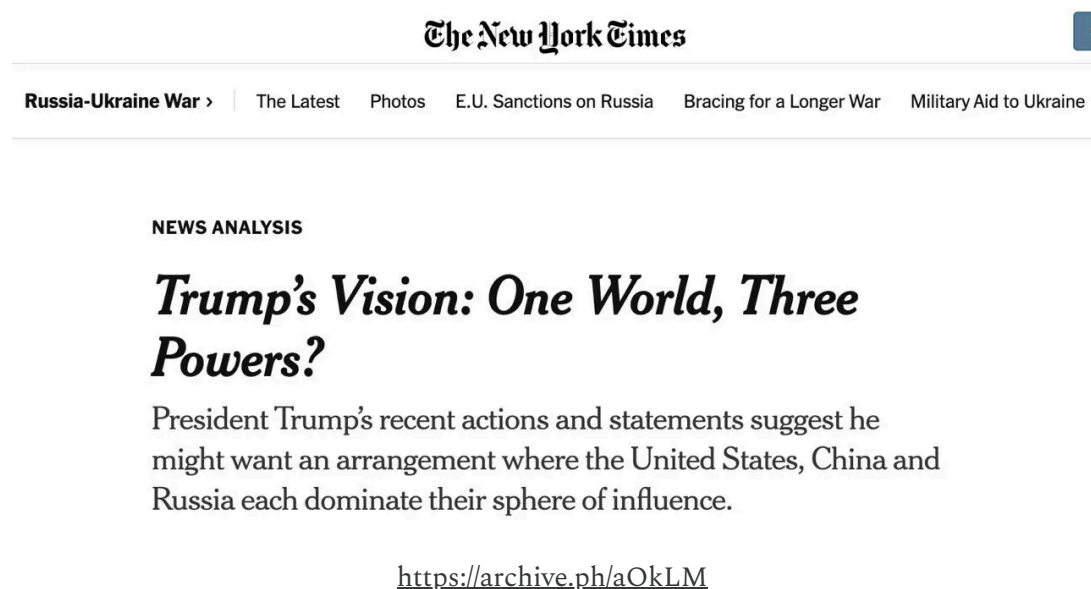 The New York Times
Russia-Ukraine War › The Latest Photos E.U. Sanctions on Russia Bracing for a Longer War Military Aid to Ukraine
NEWS ANALYSIS
Trump’s Vision: One World, Three
Powers?
President Trump’s recent actions and statements suggest he
might want an arrangement where the United States, China and
Russia each dominate their sphere of influence.
https://archive.ph/aOkLM